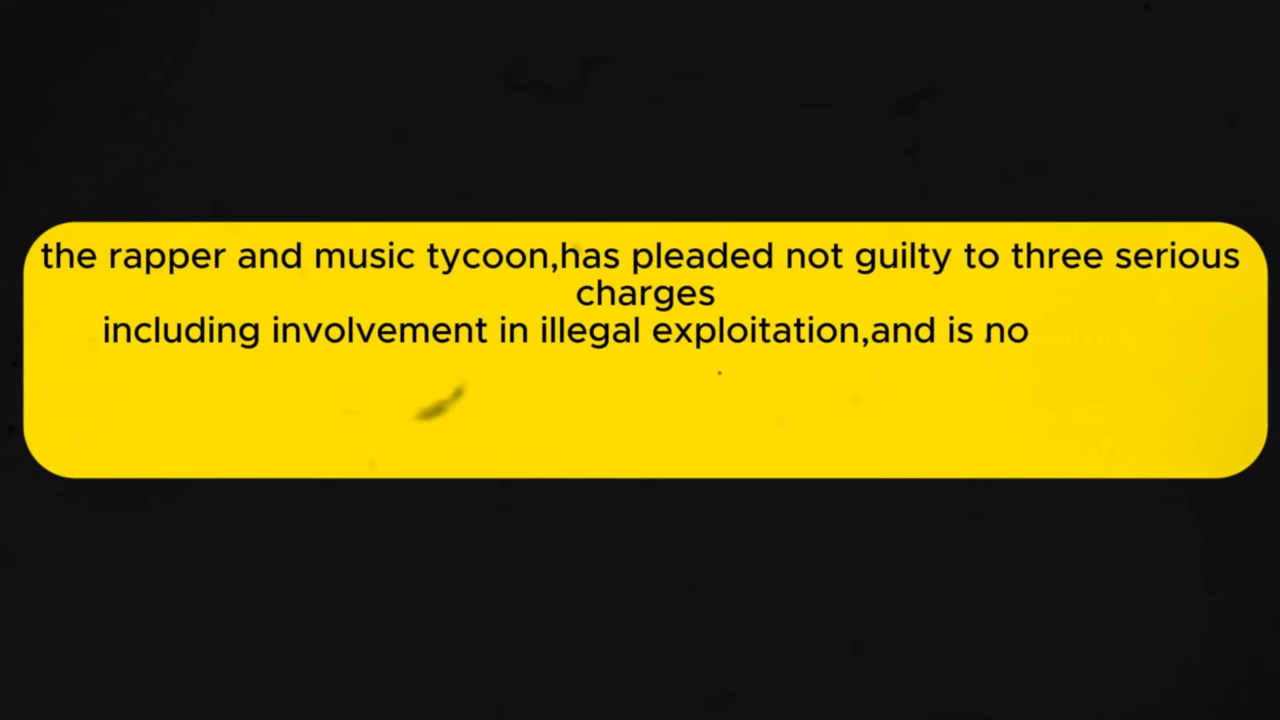 the rapper and music tycoon,has pleaded not guilty to three serious
charges
including involvement in illegal exploitation,and is no